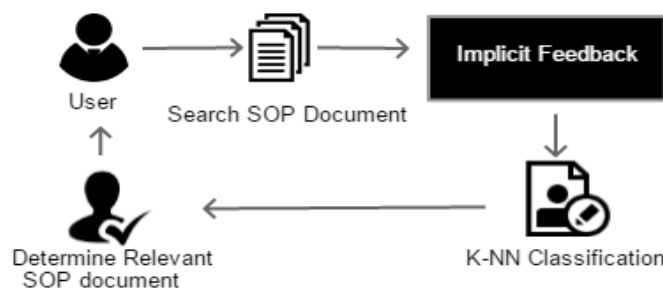 Implicit Feedback
User
Search SOP Document
Determine Relevant
SOP document
K-NN Classification